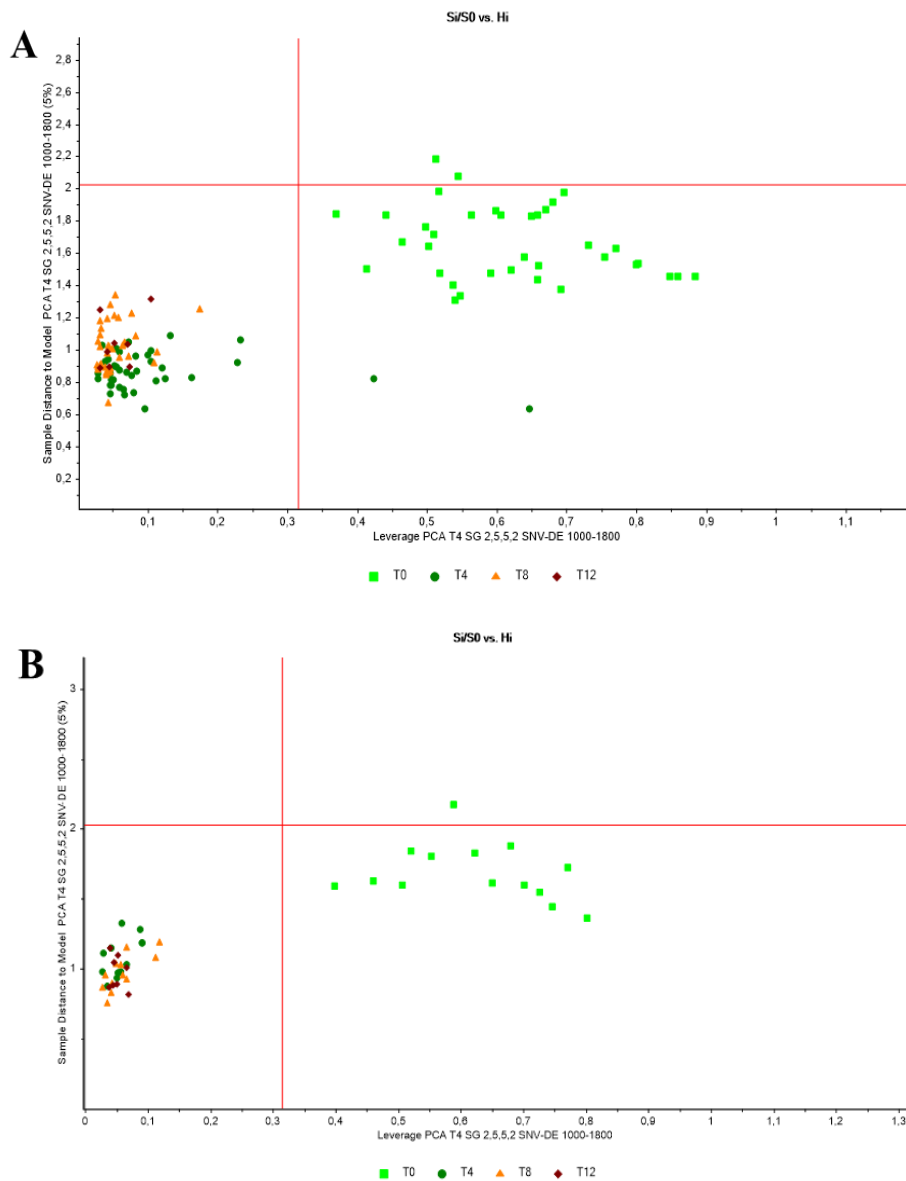 Si/S0 vs. Hi
A
Sample Distance to Model PCA T4 SG 2,5,5,2 SNV-DE 1000-1800 (5%)
2,8
2,6
2,4
2,2
2
1,8
1,6
1,4
1,2
1
0,8
0,6
0,4
0,2
0,1 0,2 0,3 0,4 0,5 0,6 0,7 0,8 0,9 1 1,1
Leverage PCA T4 SG 2,5,5,2 SNV-DE 1000-1800
T0 T4 T8 T12
Si/S0 vs. Hi
B
Sample Distance to Model PCA T4 SG 2,5,5,2 SNV-DE 1000-1800 (5%)
3
2
1
0 0,1 0,2 0,3 0,4 0,5 0,6 0,7 0,8 0,9 1 1,1 1,2 1,3
Leverage PCA T4 SG 2,5,5,2 SNV-DE 1000-1800
T0 T4 T8 T12